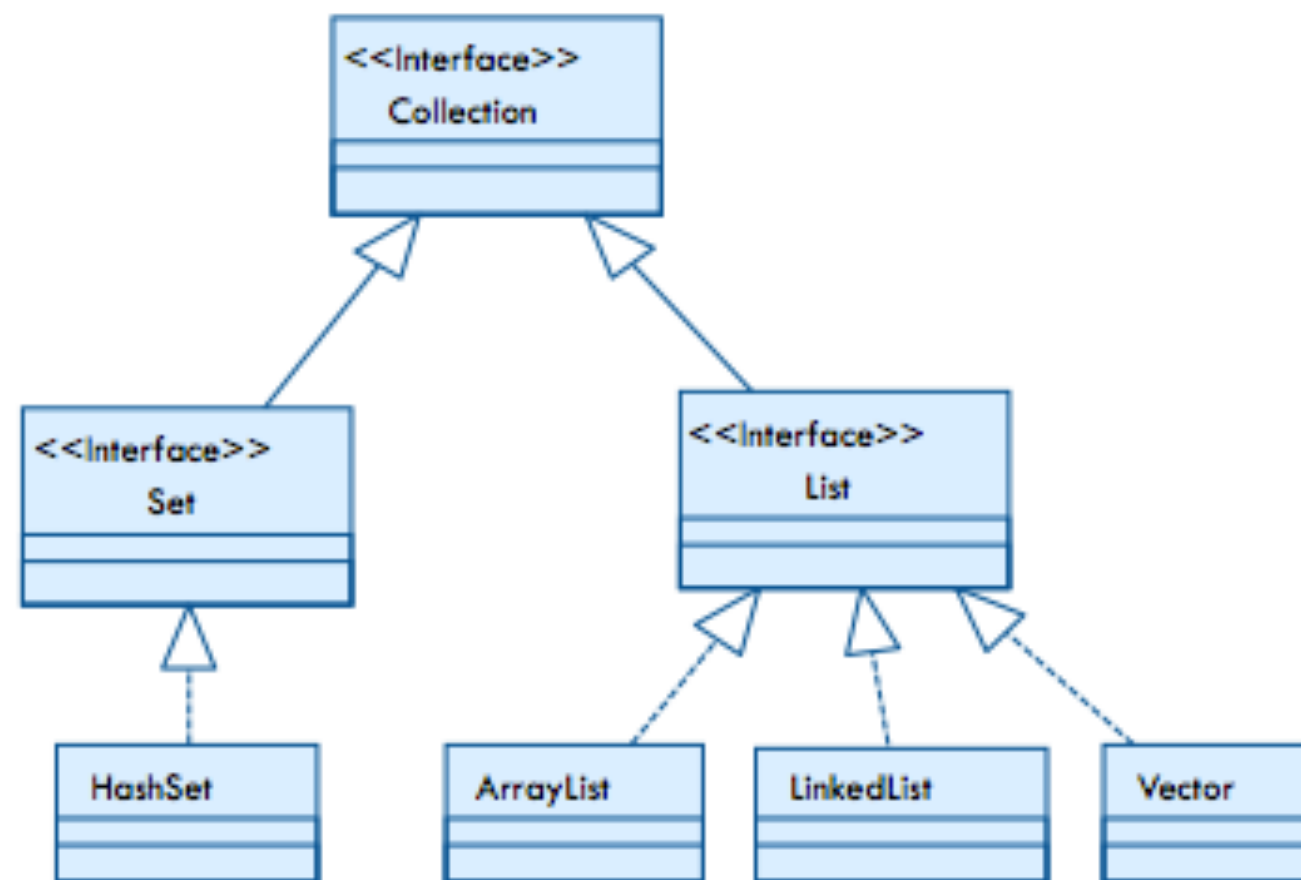 <<Interface>>
Collection
<<Interface>>
Set
<<Interface>>
List
HashSet
ArrayList
LinkedList
Vector